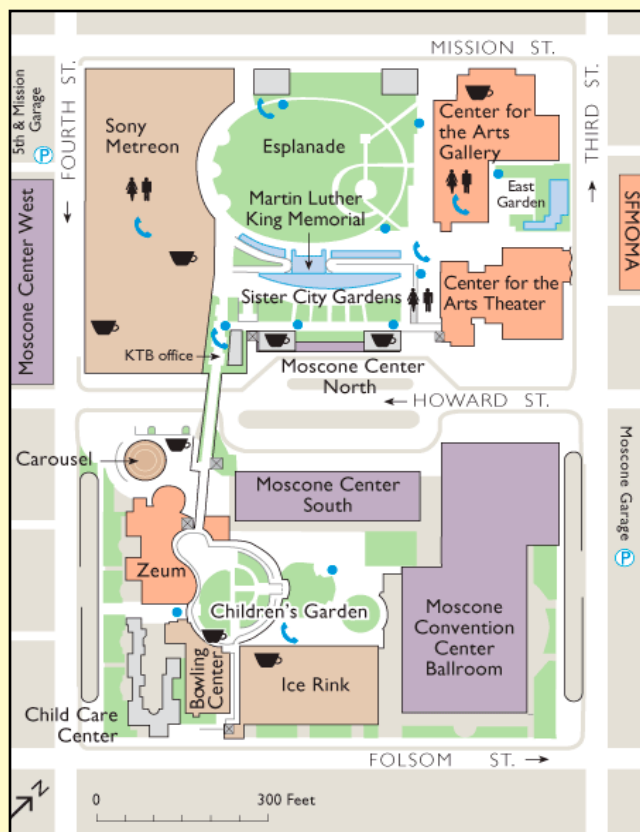 MISSION ST.
5th & Mission
Garage
P
FOURTH ST.
THIRD ST.
Sony
Metreon
Esplanade
Center for
the Arts
Gallery
East
Garden
Martin Luther
King Memorial
Moscone Center West
SFMOMA
Sister City Gardens
Center for the
Arts Theater
KTB office
Moscone Center
North
HOWARD ST.
Carousel
Moscone Center
South
Moscone Garage
P
Zeum
Children's Garden
Moscone
Convention
Center
Ballroom
Bowling
Center
Ice Rink
Child Care
Center
FOLSOM ST.
N
0 300 Feet